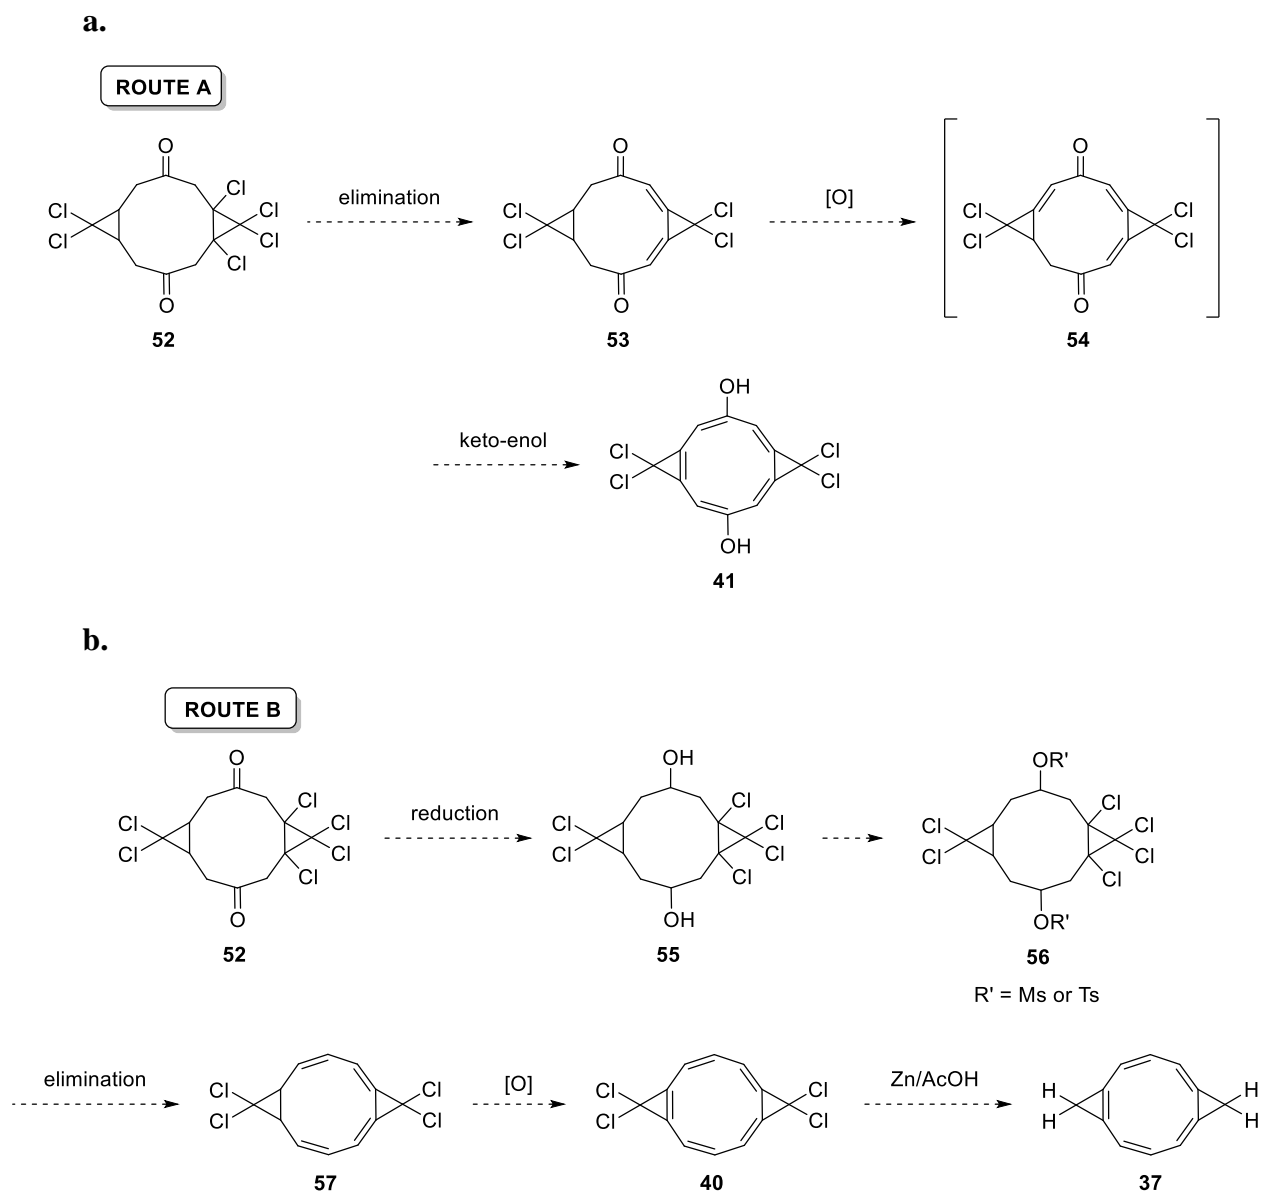 a.
ROUTE A
O O O
Cl Cl Cl Cl Cl Cl elimination Cl Cl Cl Cl [O] Cl Cl Cl Cl
O O O
52 53 54
OH
keto-enol Cl Cl Cl Cl
OH
41
b.
ROUTE B
O OH OR'
Cl Cl Cl Cl Cl Cl reduction Cl Cl Cl Cl Cl Cl Cl Cl Cl Cl Cl Cl
O OH OR'
52 55 56
R' = Ms or Ts
elimination Cl Cl Cl Cl [O] Cl Cl Cl Cl Zn/AcOH H H H H
57 40 37